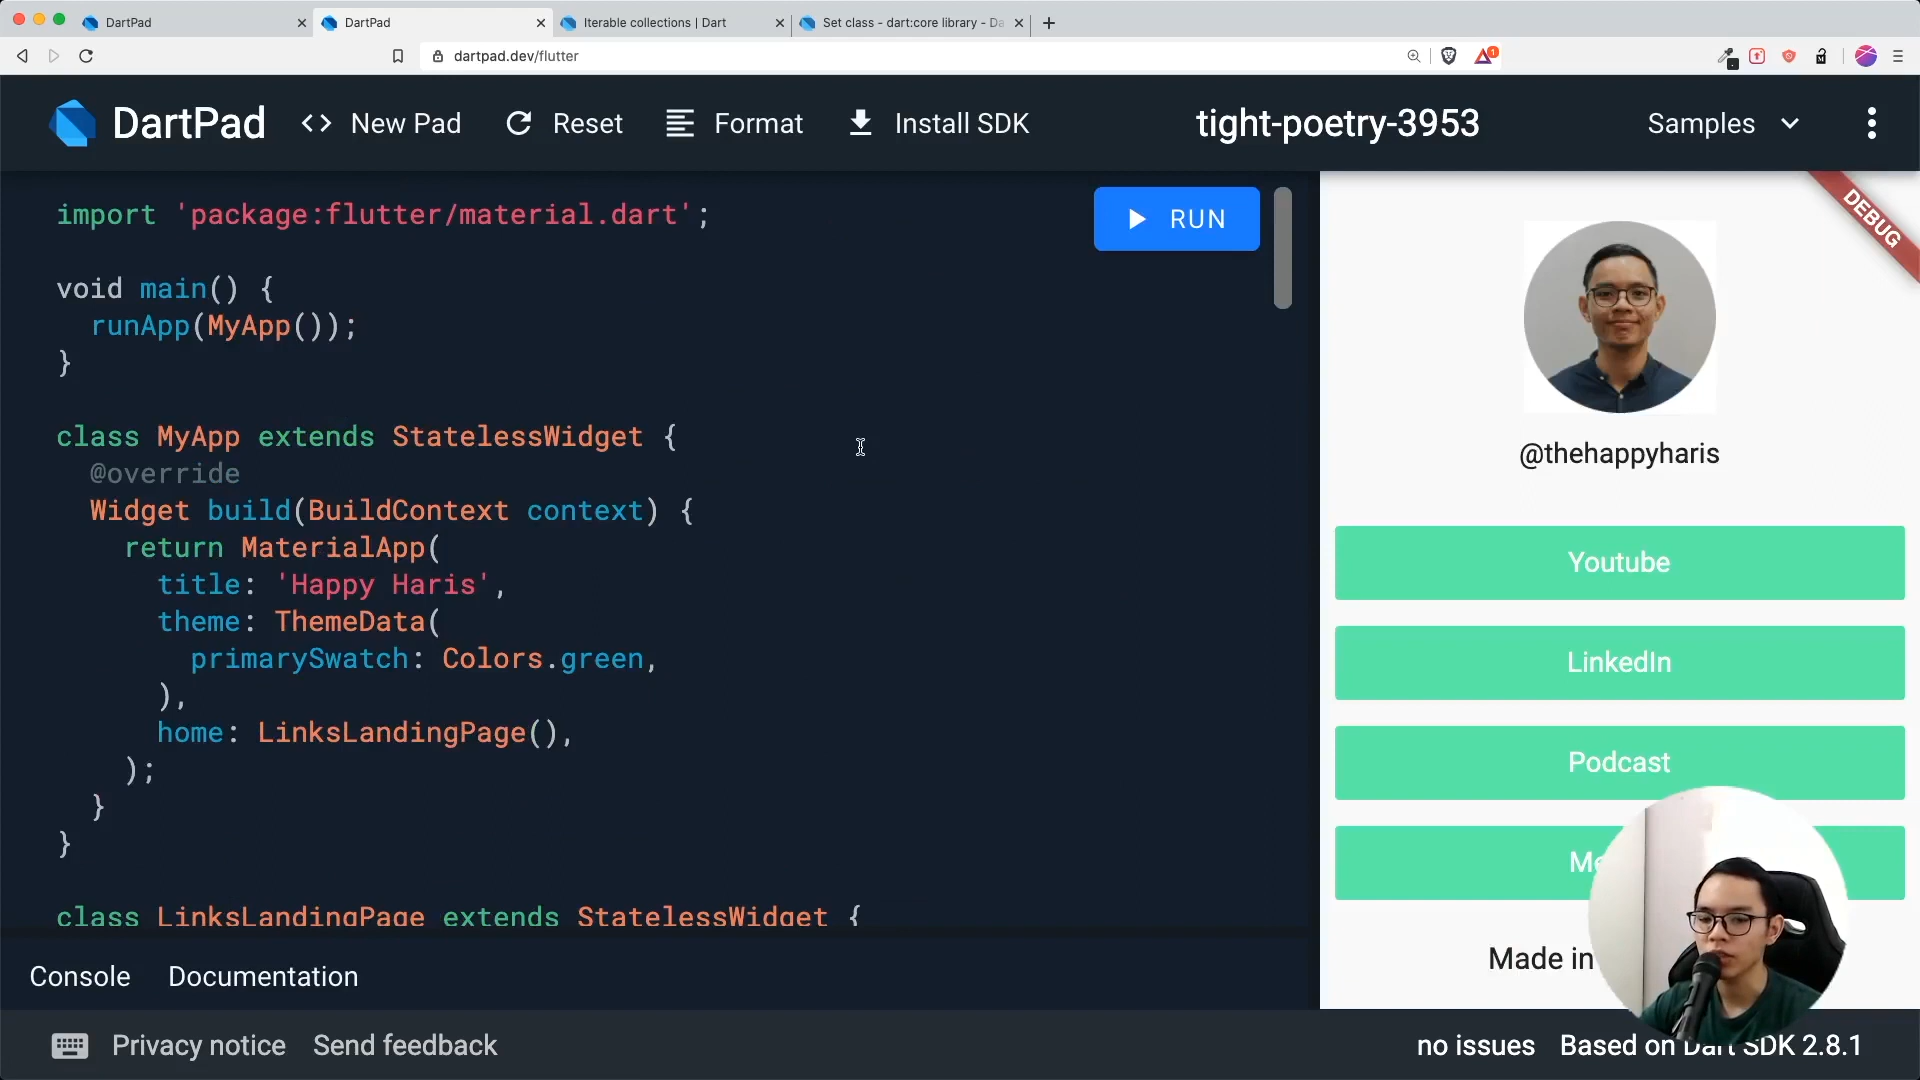 DartPad
DartPad
Iterable collections | Dart
Set class - dart:core library - Da
dartpad.dev/flutter
1
DartPad
<> New Pad
Reset
Format
Install SDK
tight-poetry-3953
Samples
import 'package:flutter/material.dart';
RUN
void main() {
runApp(MyApp());
}
class MyApp extends StatelessWidget {
@override
Widget build(BuildContext context) {
return MaterialApp(
title: 'Happy Haris',
theme: ThemeData(
primarySwatch: Colors.green,
),
home: LinksLandingPage(),
);
}
}
class LinksLandingPage extends StatelessWidget {
DEBUG
@thehappyharis
Youtube
LinkedIn
Podcast
Made in
Console
Documentation
Privacy notice
Send feedback
no issues
Based on Dart SDK 2.8.1